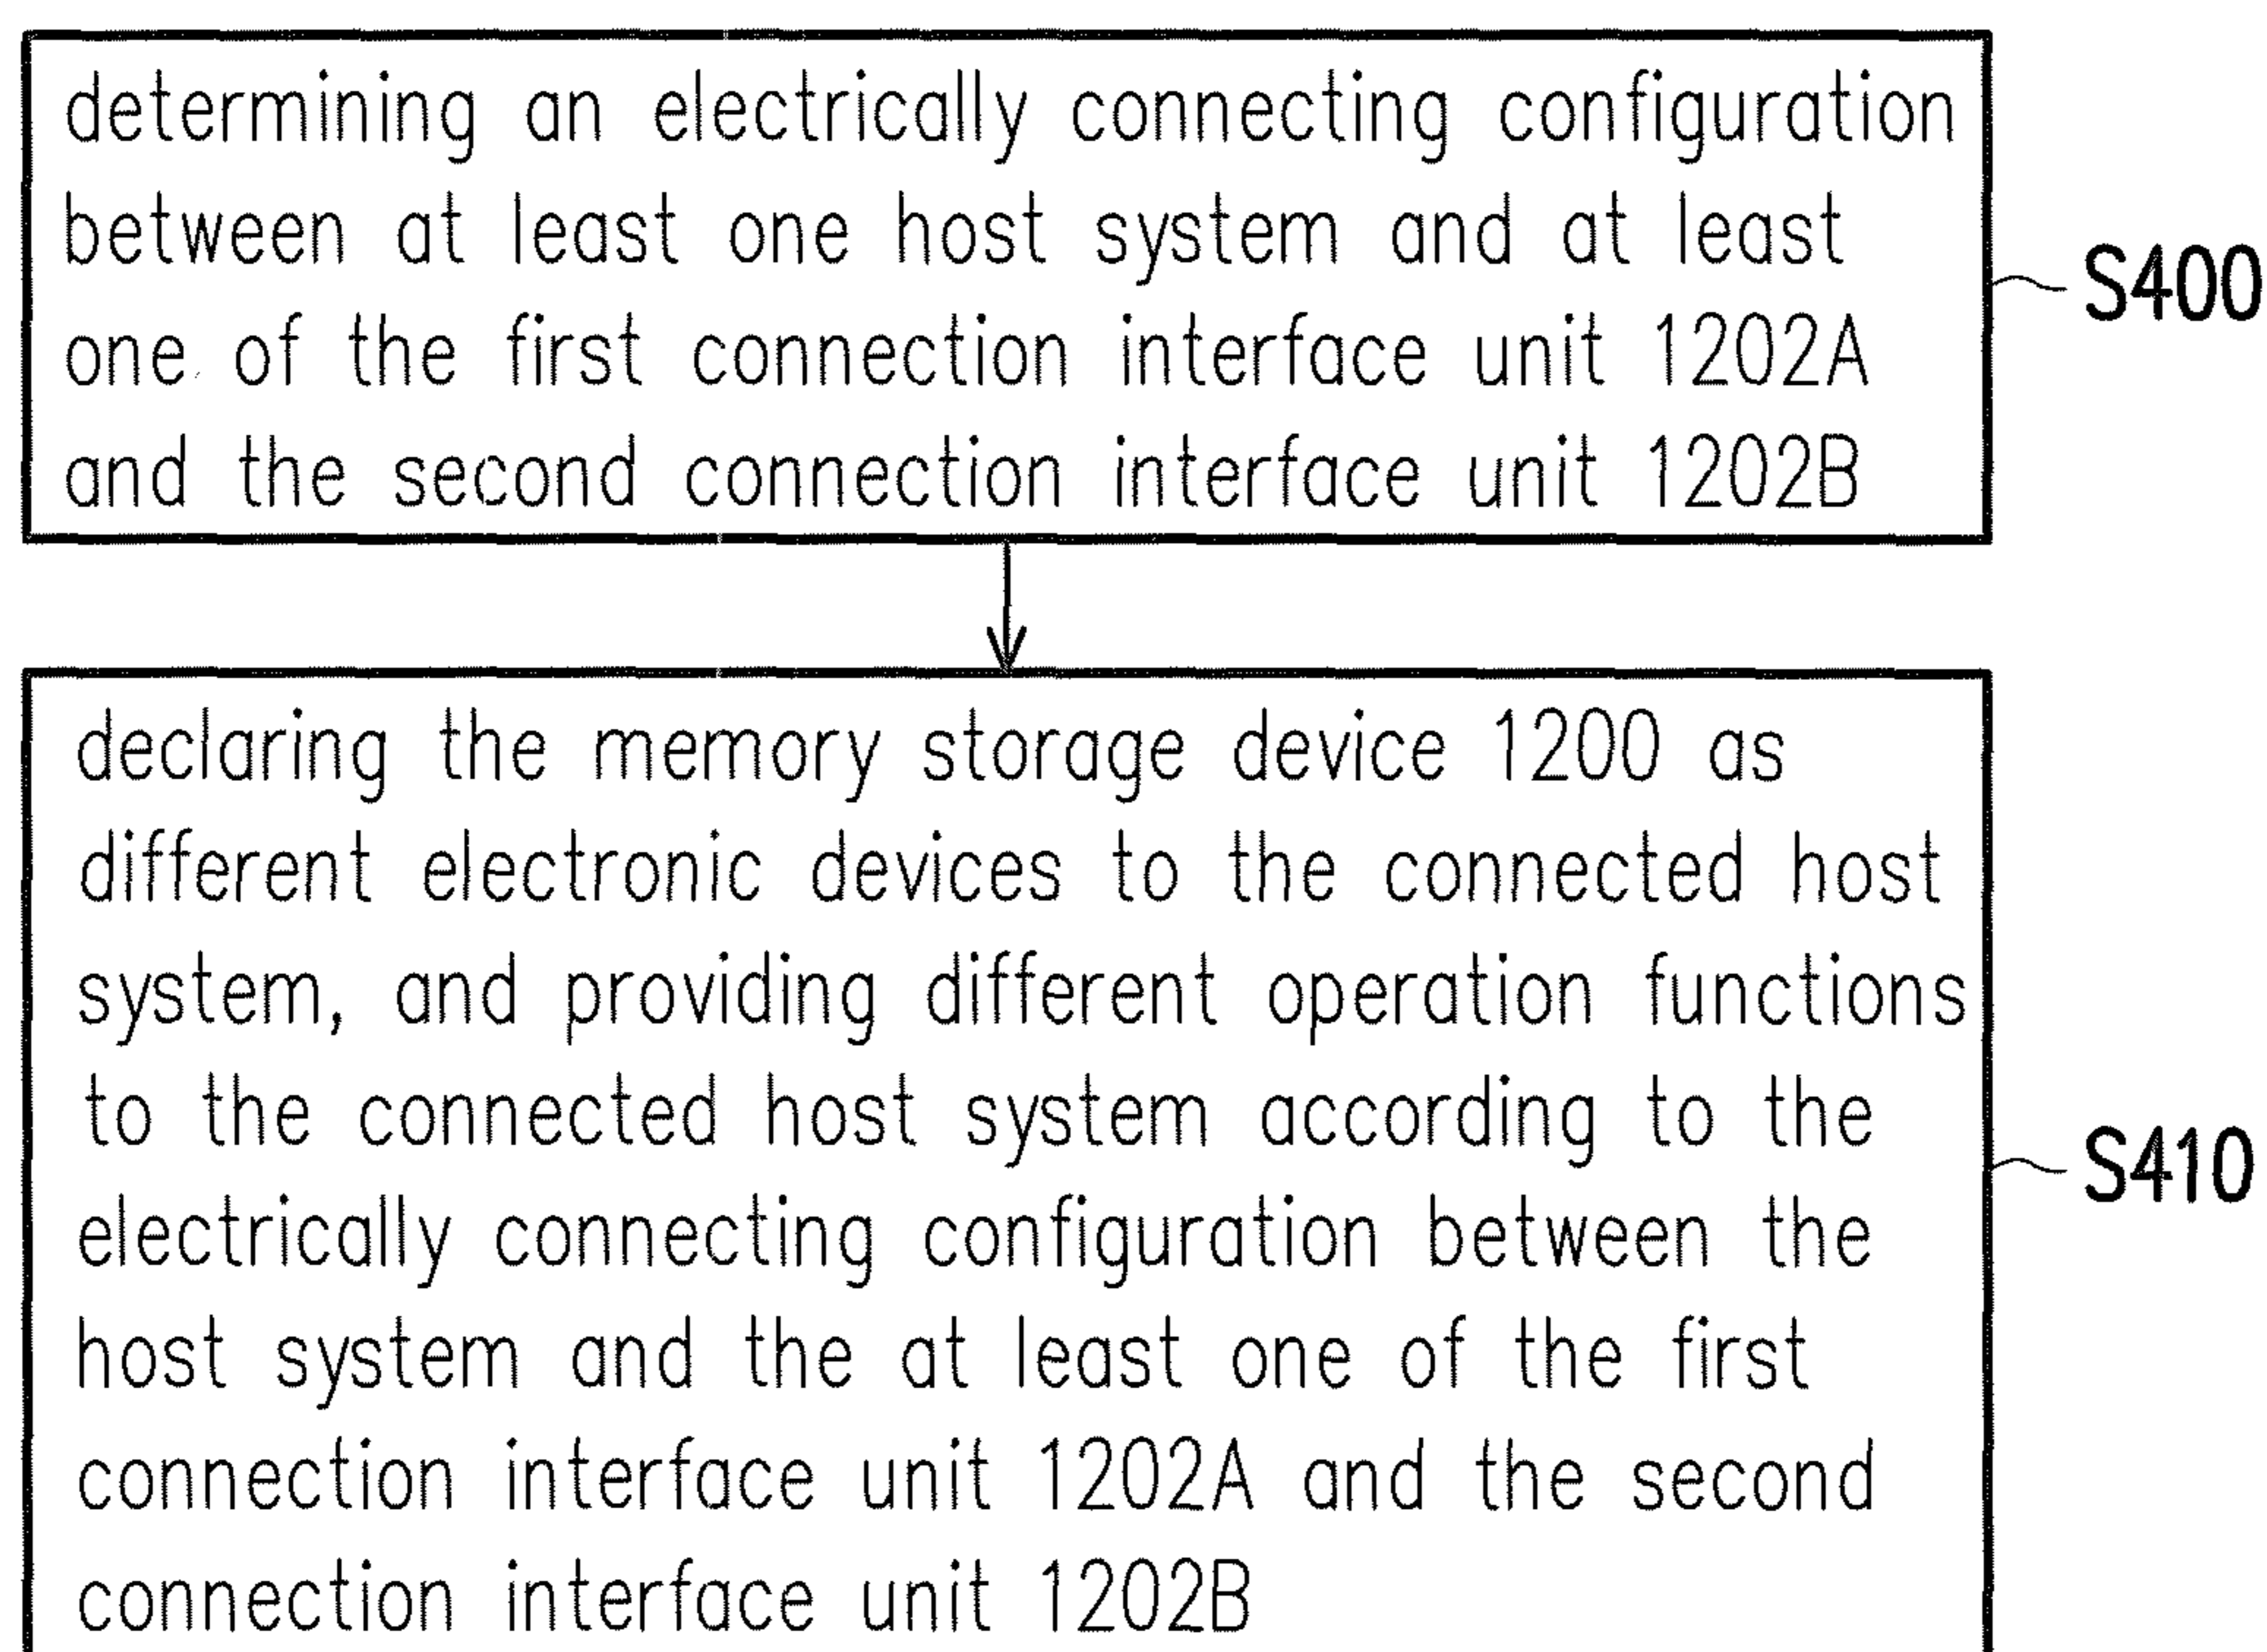 determining an electrically connecting configuration
between at least one host system and at least
one of the first connection interface unit 1202A
and the second connection interface unit 1202B
S400
declaring the memory storage device 1200 as
different electronic devices to the connected host
system, and providing different operation functions
to the connected host system according to the
electrically connecting configuration between the
host system and the at least one of the first
connection interface unit 1202A and the second
connection interface unit 1202B
S410